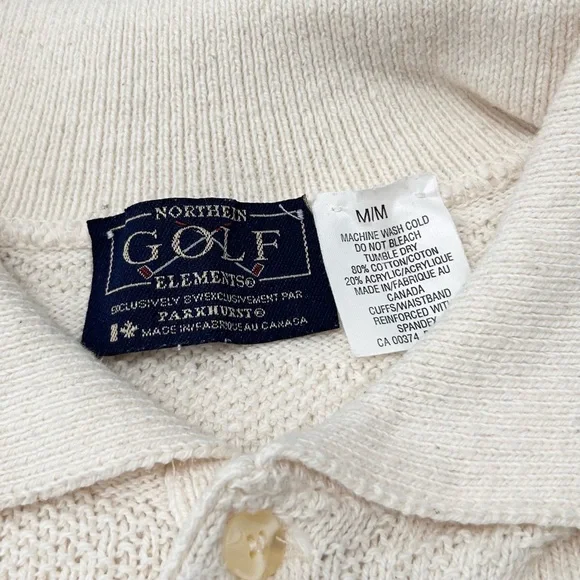 NORTHERN
GOLF
ELEMENTS®
EXCLUSIVELY BY/EXCLUSIVEMENT PAR
PARKHURST®
MADE IN/FABRIQUE AU CANADA
M/M
MACHINE WASH COLD
DO NOT BLEACH
TUMBLE DRY
80% COTTON/COTON
20% ACRYLIC/ACRYLIQUE
MADE IN/FABRIQUE AU
CANADA
CUFFS/WAISTBAND
REINFORCED WITH
SPANDEX
CA 00374